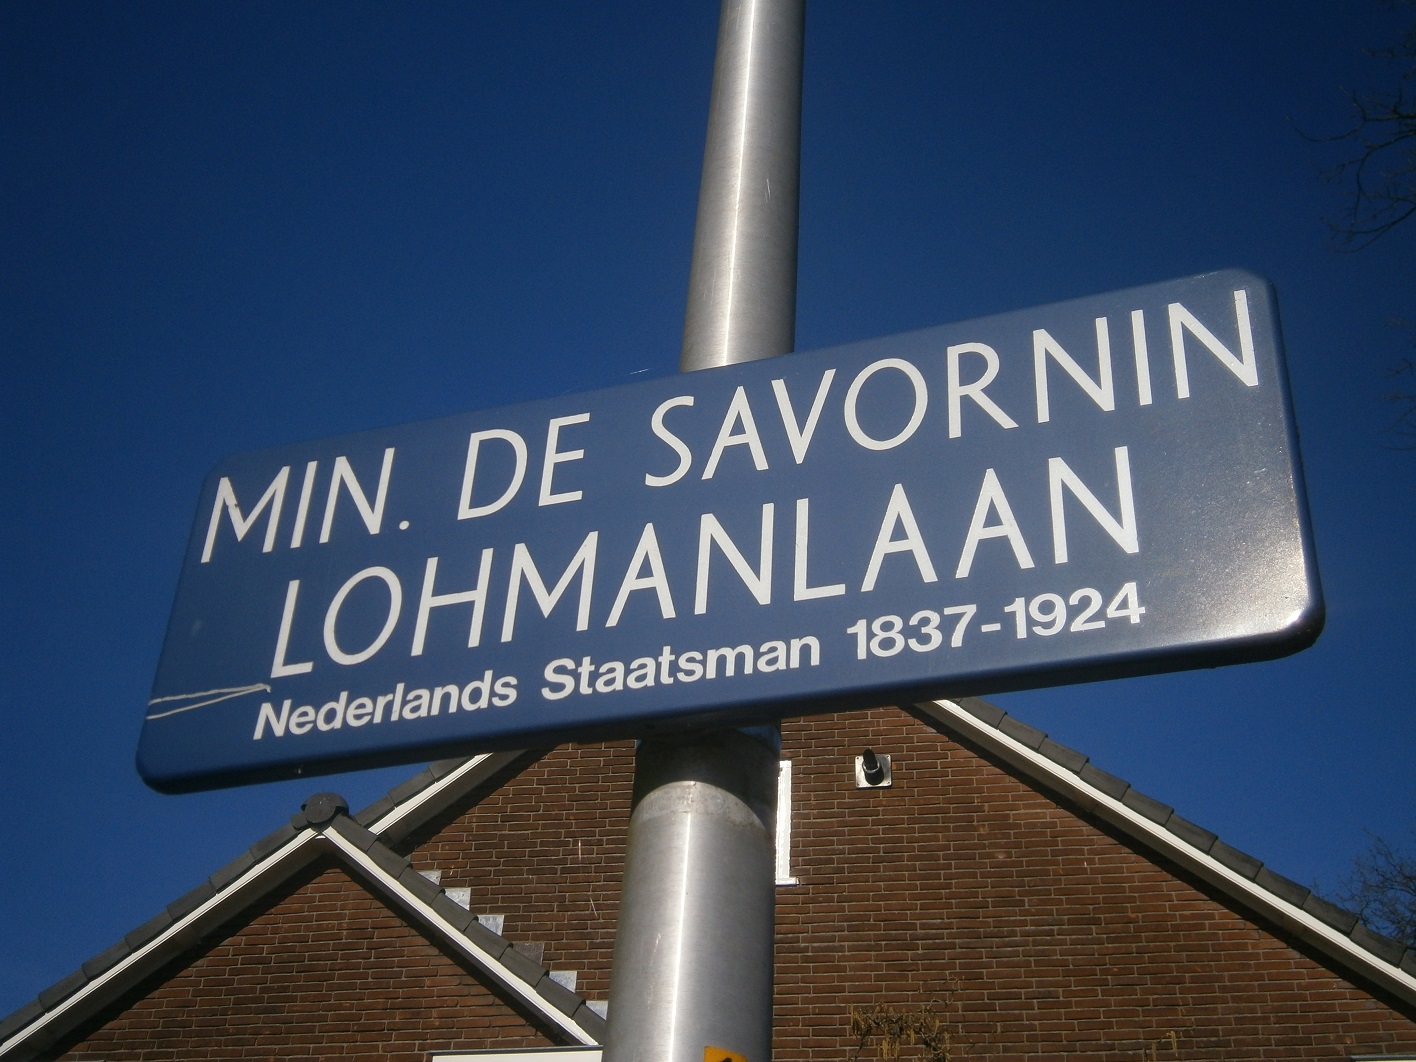 MIN. DE SAVORNIN
LOHMANLAAN
Nederlands Staatsman 1837-1924